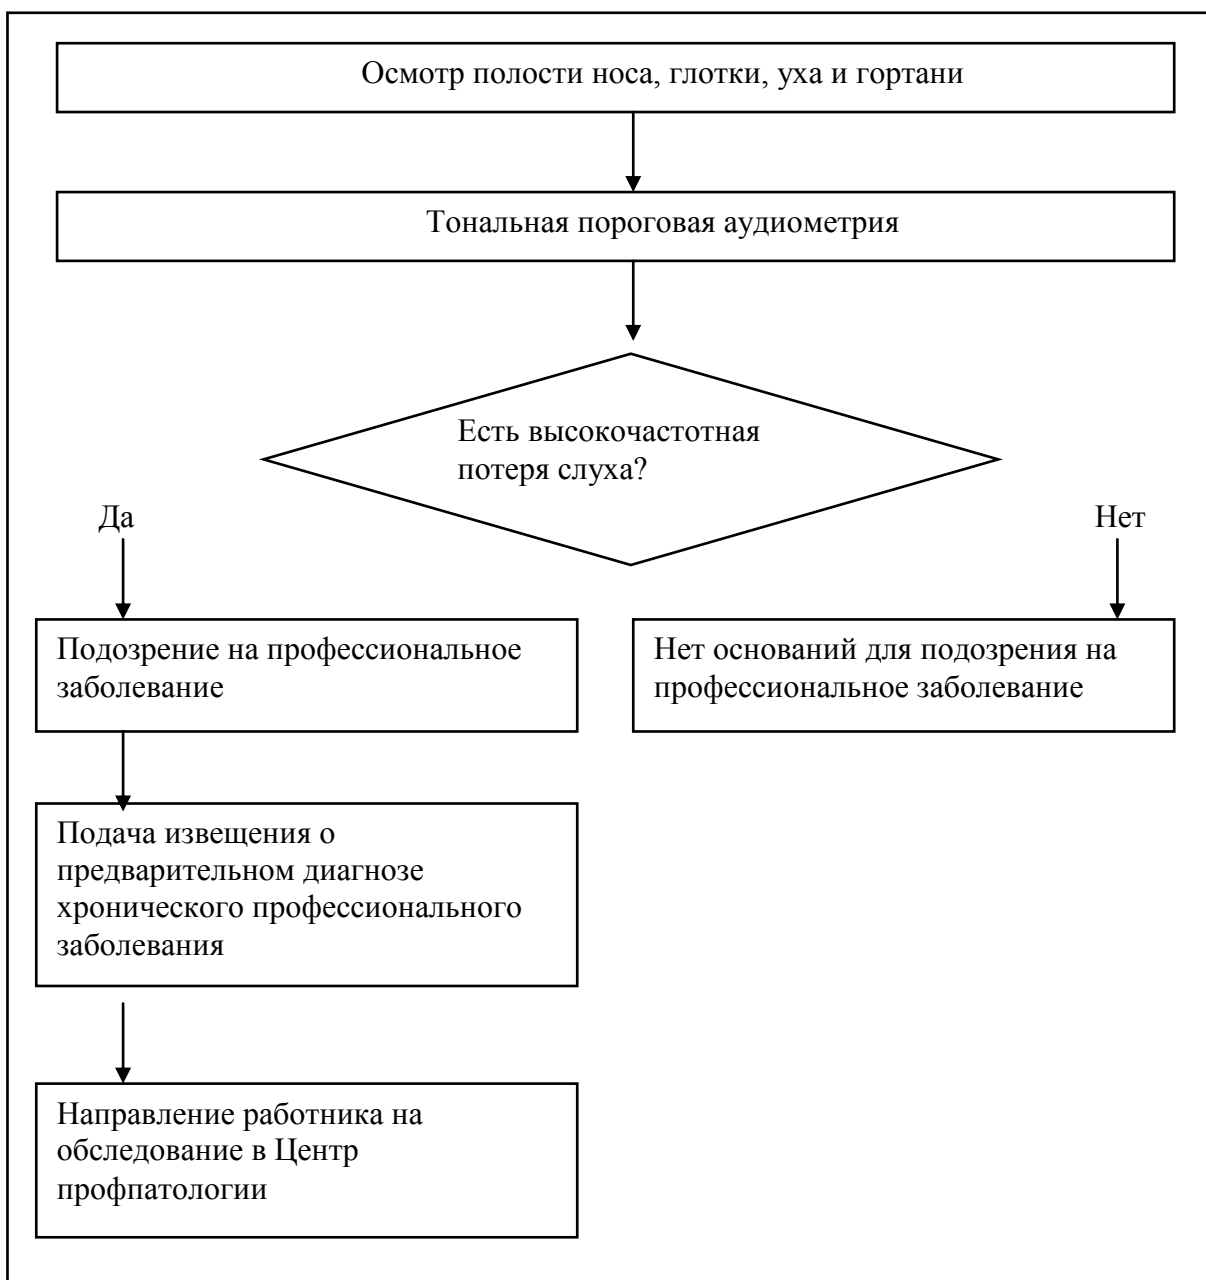 Осмотр полости носа, глотки, уха и гортани
Тональная пороговая аудиометрия
Есть высокочастотная
потеря слуха?
Да
Нет
Подозрение на профессиональное
заболевание
Нет оснований для подозрения на
профессиональное заболевание
Подача извещения о
предварительном диагнозе
хронического профессионального
заболевания
Направление работника на
обследование в Центр
профпатологии